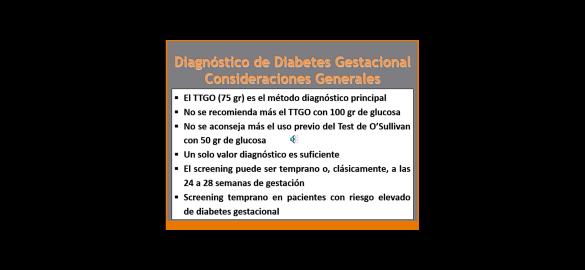 Diagnóstico de Diabetes Gestacional
Consideraciones Generales
▪ El TTGO (75 gr) es el método diagnóstico principal
▪ No se recomienda más el TTGO con 100 gr de glucosa
▪ No se aconseja más el uso previo del Test de O’Sullivan
con 50 gr de glucosa
▪ Un solo valor diagnóstico es suficiente
▪ El screening puede ser temprano o, clásicamente, a las
24 a 28 semanas de gestación
▪ Screening temprano en pacientes con riesgo elevado
de diabetes gestacional